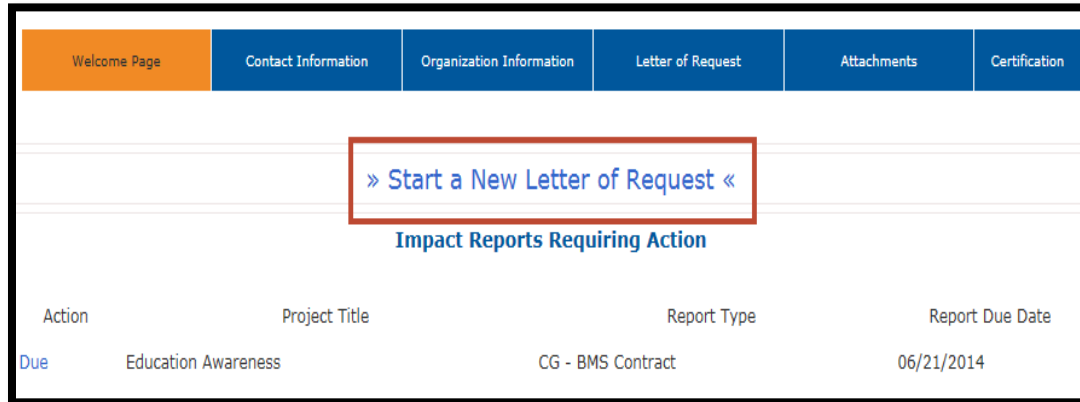 Welcome Page Contact Information Organization Information Letter of Request Attachments Certification
» Start a New Letter of Request «
Impact Reports Requiring Action
Action Project Title Report Type Report Due Date
Due Education Awareness CG - BMS Contract 06/21/2014